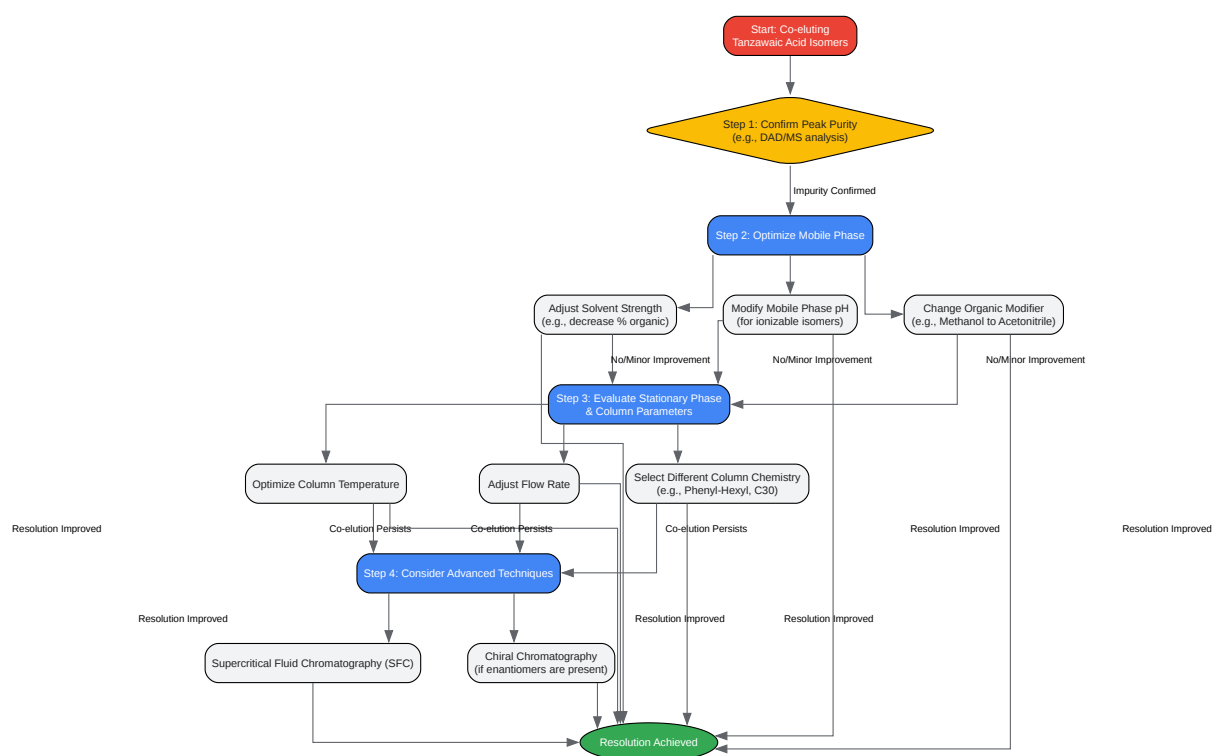 Start: Co-eluting
Tanzawaic Acid Isomers
Step 1: Confirm Peak Purity
(e.g., DAD/MS analysis)
Impurity Confirmed
Step 2: Optimize Mobile Phase
Adjust Solvent Strength
(e.g., decrease % organic)
Modify Mobile Phase pH
(for ionizable isomers)
Change Organic Modifier
(e.g., Methanol to Acetonitrile)
No/Minor Improvement
No/Minor Improvement
No/Minor Improvement
Step 3: Evaluate Stationary Phase
& Column Parameters
Optimize Column Temperature
Adjust Flow Rate
Select Different Column Chemistry
(e.g., Phenyl-Hexyl, C30)
Resolution Improved
Co-elution Persists
Co-elution Persists
Co-elution Persists
Resolution Improved
Resolution Improved
Step 4: Consider Advanced Techniques
Resolution Improved
Resolution Improved
Resolution Improved
Supercritical Fluid Chromatography (SFC)
Chiral Chromatography
(if enantiomers are present)
Resolution Achieved